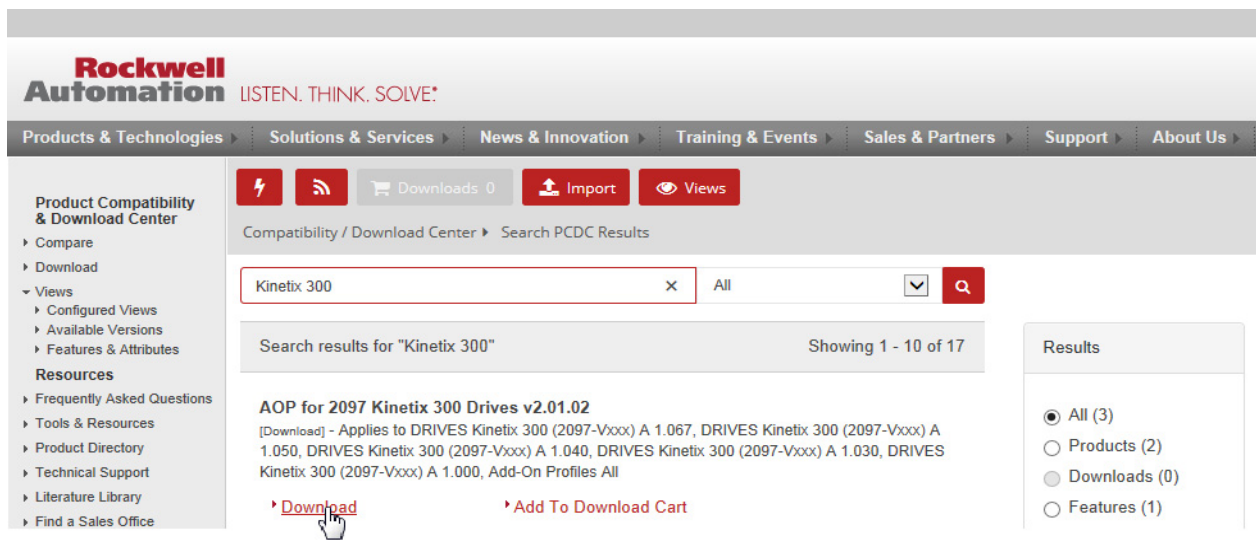 Rockwell
Automation LISTEN. THINK. SOLVE.®
Products & Technologies Solutions & Services News & Innovation Training & Events Sales & Partners Support About Us
Product Compatibility
& Download Center
Compare
Download
Views
Configured Views
Available Versions
Features & Attributes
Resources
Frequently Asked Questions
Tools & Resources
Product Directory
Technical Support
Literature Library
Find a Sales Office
Downloads 0 Import Views
Compatibility / Download Center Search PCDC Results
Kinetix 300 × All
Search results for "Kinetix 300" Showing 1 - 10 of 17
AOP for 2097 Kinetix 300 Drives v2.01.02
[Download] - Applies to DRIVES Kinetix 300 (2097-Vxxx) A 1.067, DRIVES Kinetix 300 (2097-Vxxx) A
1.050, DRIVES Kinetix 300 (2097-Vxxx) A 1.040, DRIVES Kinetix 300 (2097-Vxxx) A 1.030, DRIVES
Kinetix 300 (2097-Vxxx) A 1.000, Add-On Profiles All
Download Add To Download Cart
Results
All (3)
Products (2)
Downloads (0)
Features (1)